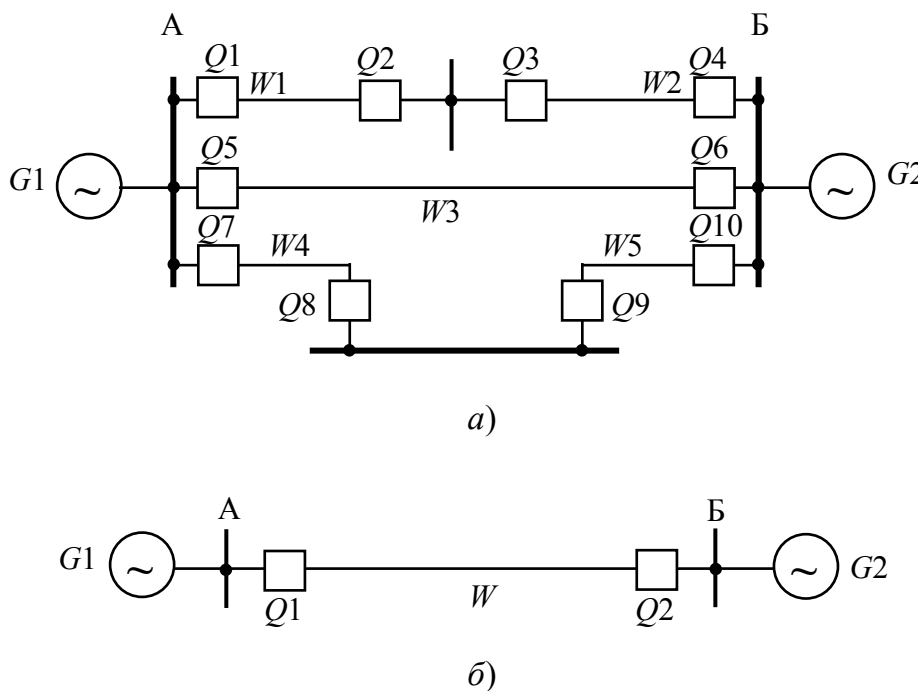 А Б
Q1 Q2 Q3 Q4
W1 W2
Q5 Q6
G1 ~ ~ G2
W3
Q7 Q10
W4 W5
Q8 Q9
а)
А Б
G1 ~ ~ G2
Q1 W Q2
б)